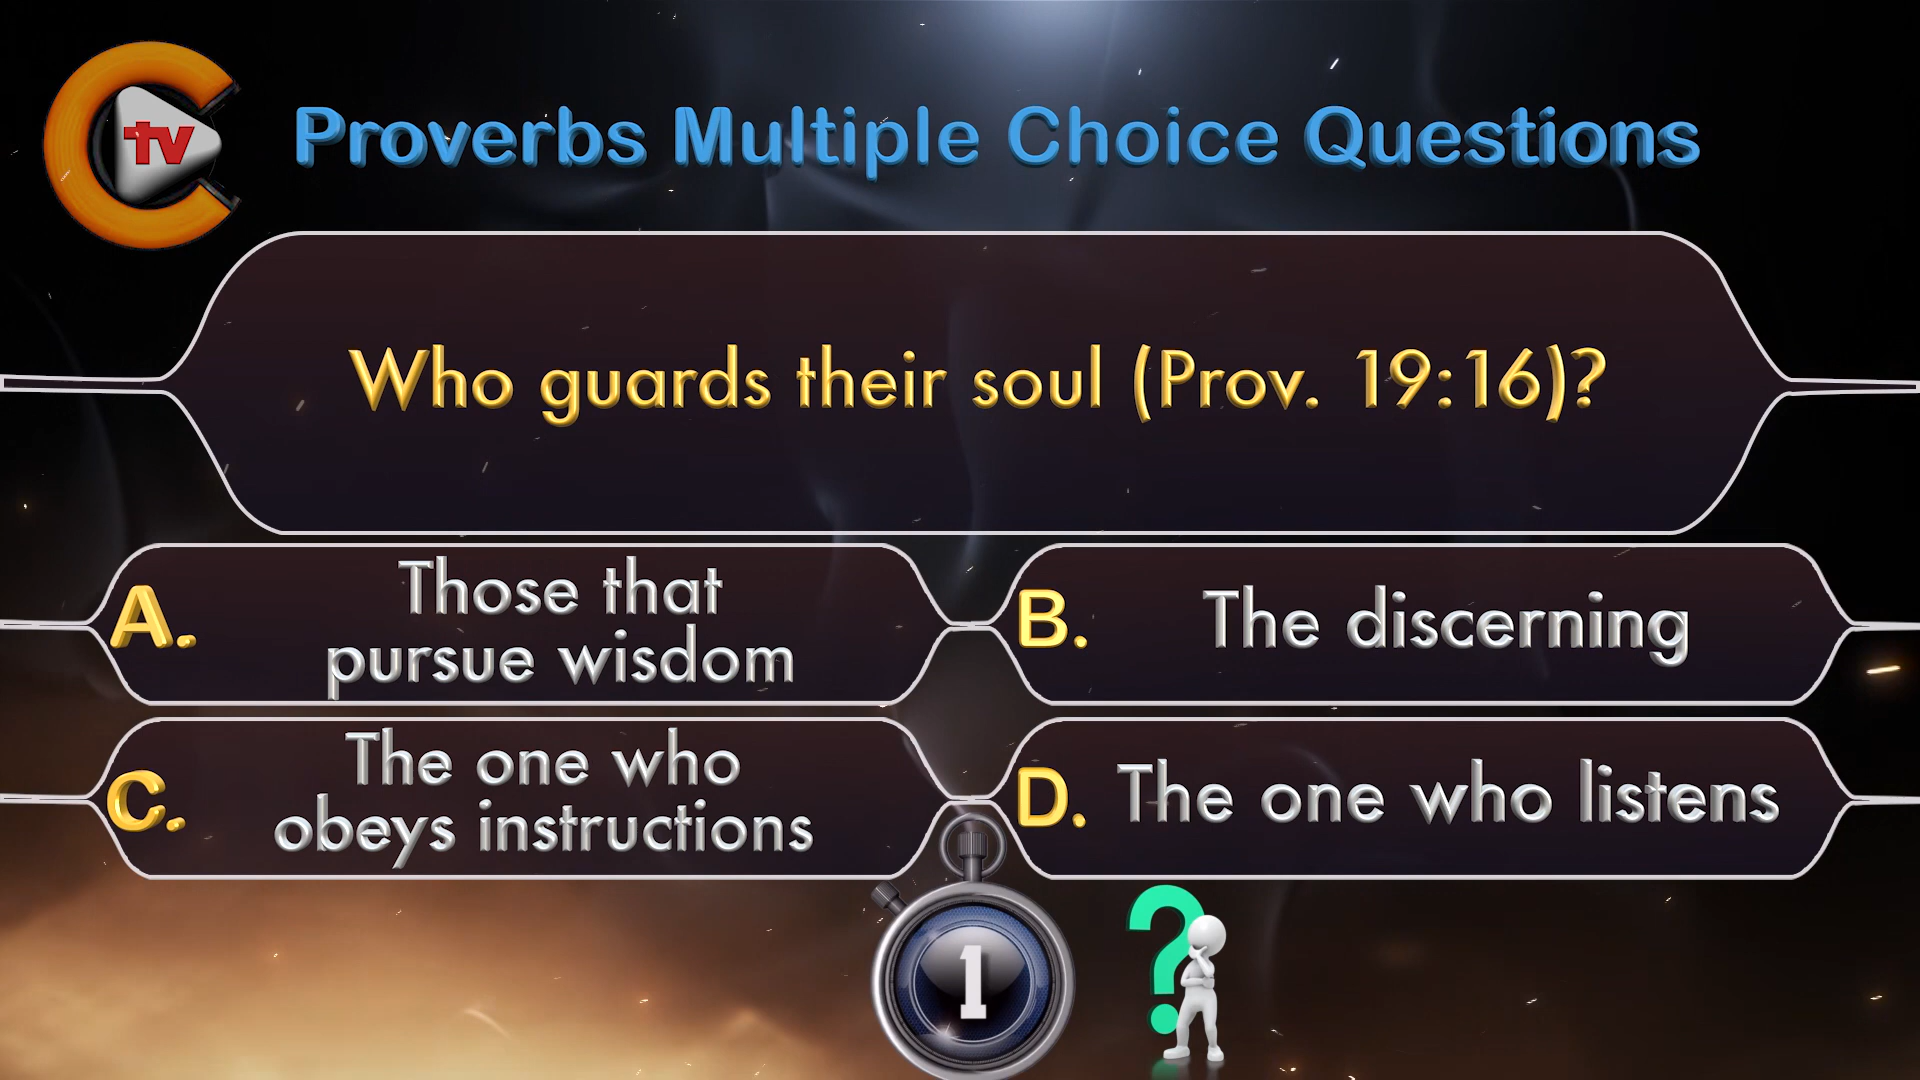 tv
Proverbs Multiple Choice Questions
Who guards their soul (Prov. 19:16)?
A. Those that
pursue wisdom
B. The discerning
C. The one who
obeys instructions
D. The one who listens
1
?